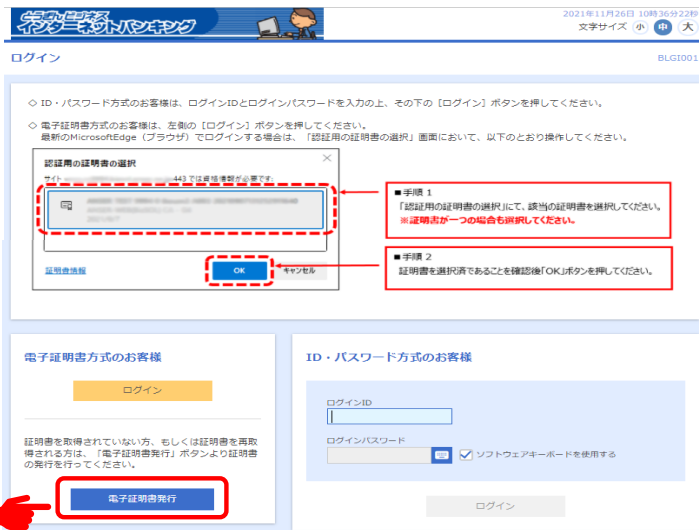 2021年11月26日 10時36分22秒
インターネットバンキング
文字サイズ 小 中 大
ログイン
BLGI001
◇ ID・パスワード方式のお客様は、ログインIDとログインパスワードを入力の上、その下の［ログイン］ボタンを押してください。
◇ 電子証明書方式のお客様は、左側の［ログイン］ボタンを押してください。
最新のMicrosoftEdge（ブラウザ）でログインする場合は、「認証用の証明書の選択」画面において、以下のとおり操作してください。
認証用の証明書の選択
サイト
443 では資格情報が必要です:
証明書情報
OK
キャンセル
■手順 1
「認証用の証明書の選択」にて、該当の証明書を選択してください。
※証明書が一つの場合も選択してください。
■手順 2
証明書を選択済であることを確認後「OK」ボタンを押してください。
電子証明書方式のお客様
ログイン
証明書を取得されていない方、もしくは証明書を再取
得される方は、「電子証明書発行」ボタンより証明書
の発行を行ってください。
電子証明書発行
ID・パスワード方式のお客様
ログインID
ログインパスワード
ソフトウェアキーボードを使用する
ログイン